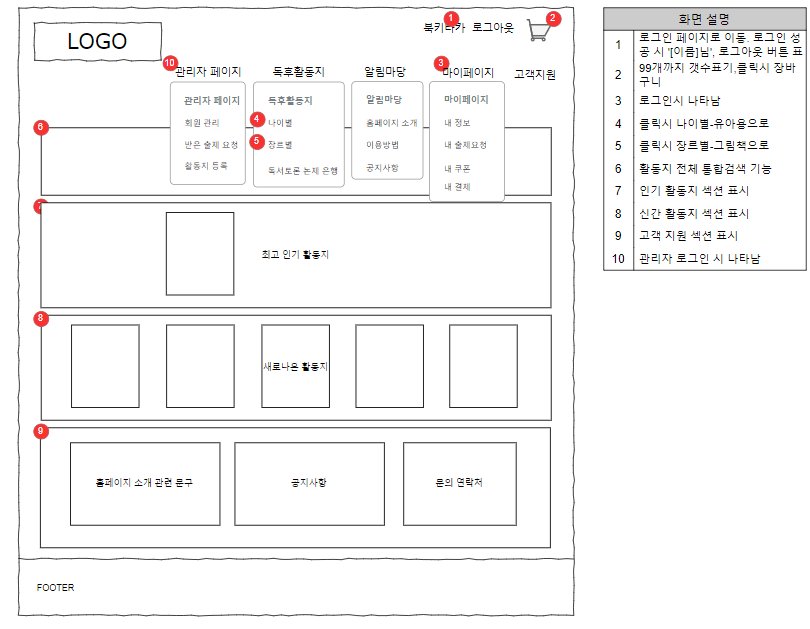 1
2
북키타카 로그아웃
LOGO
10
3
관리자 페이지 독후활동지 알림마당 마이페이지 고객지원
관리자 페이지
회원 관리
받은 출제 요청
활동지 등록
독후활동지
4
나이별
5
장르별
독서토론 논제 은행
알림마당
홈페이지 소개
이용방법
공지사항
마이페이지
내 정보
내 출제요청
내 쿠폰
내 결제
6
최고 인기 활동지
8
새로나온 활동지
9
홈페이지 소개 관련 문구
공지사항
문의 연락처
FOOTER
화면 설명
1 로그인 페이지로 이동. 로그인 성
공 시 '[이름]님', 로그아웃 버튼 표
2 99개까지 갯수표기,클릭시 장바
구니
3 로그인시 나타남
4 클릭시 나이별-유아용으로
5 클릭시 장르별-그림책으로
6 활동지 전체 통합검색 기능
7 인기 활동지 섹션 표시
8 신간 활동지 섹션 표시
9 고객 지원 섹션 표시
10 관리자 로그인 시 나타남